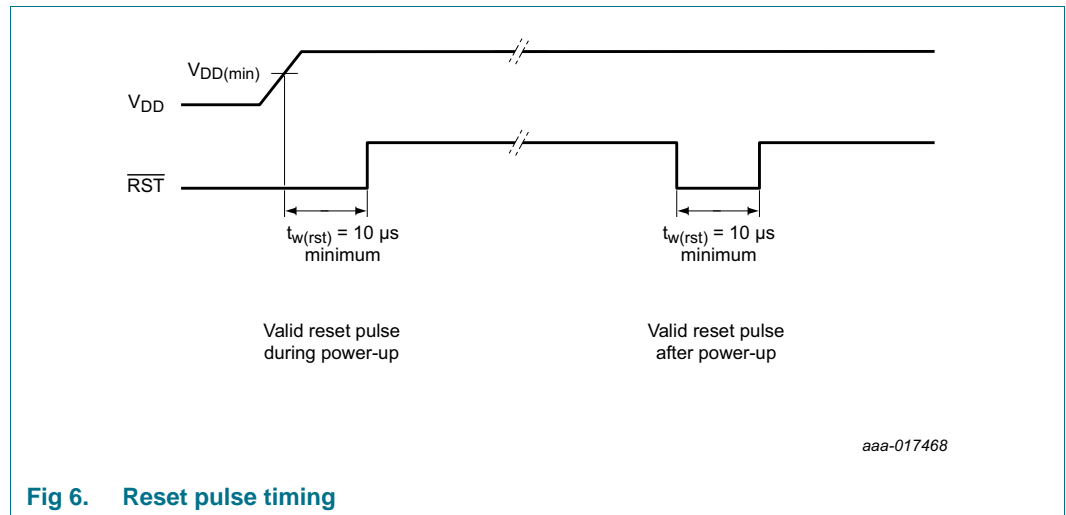 VDD(min)
VDD
RST
tw(rst) = 10 µs
minimum
tw(rst) = 10 µs
minimum
Valid reset pulse
during power-up
Valid reset pulse
after power-up
aaa-017468
Fig 6. Reset pulse timing